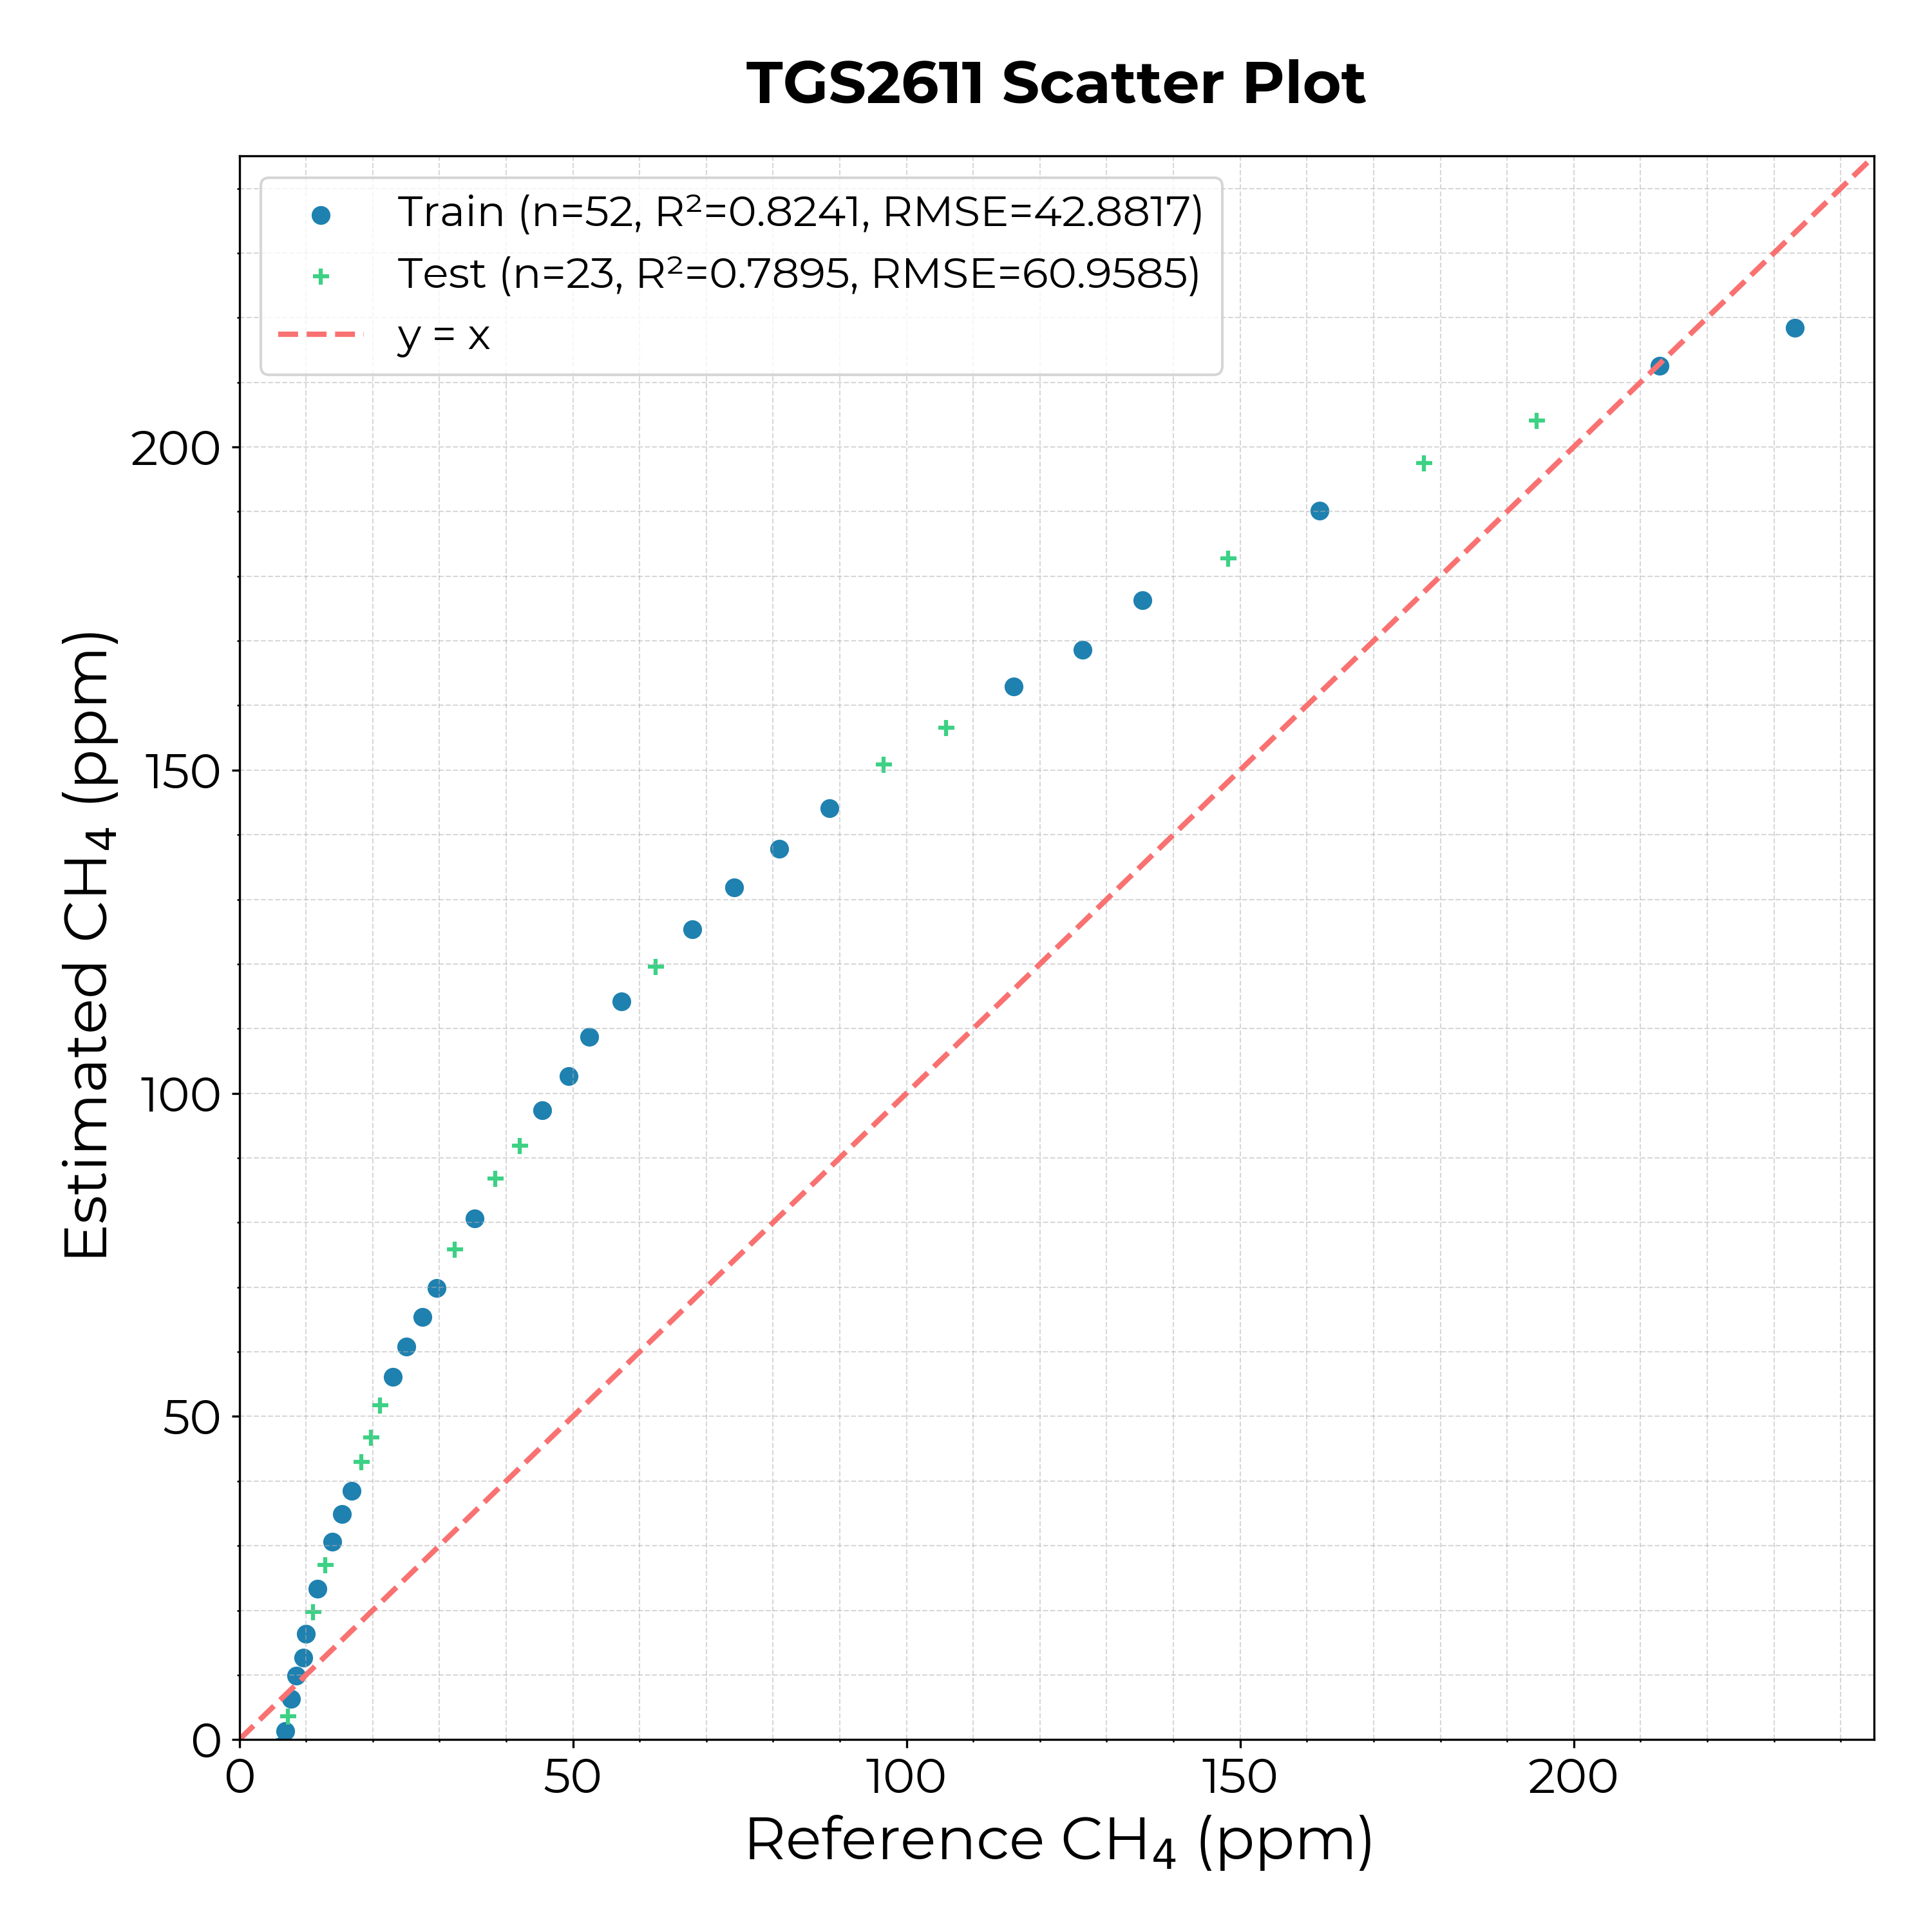 TGS2611 Scatter Plot
Train (n=52, R²=0.8241, RMSE=42.8817)
Test (n=23, R²=0.7895, RMSE=60.9585)
y = x
Estimated CH₄ (ppm)
200
150
100
50
0
0 50 100 150 200
Reference CH₄ (ppm)